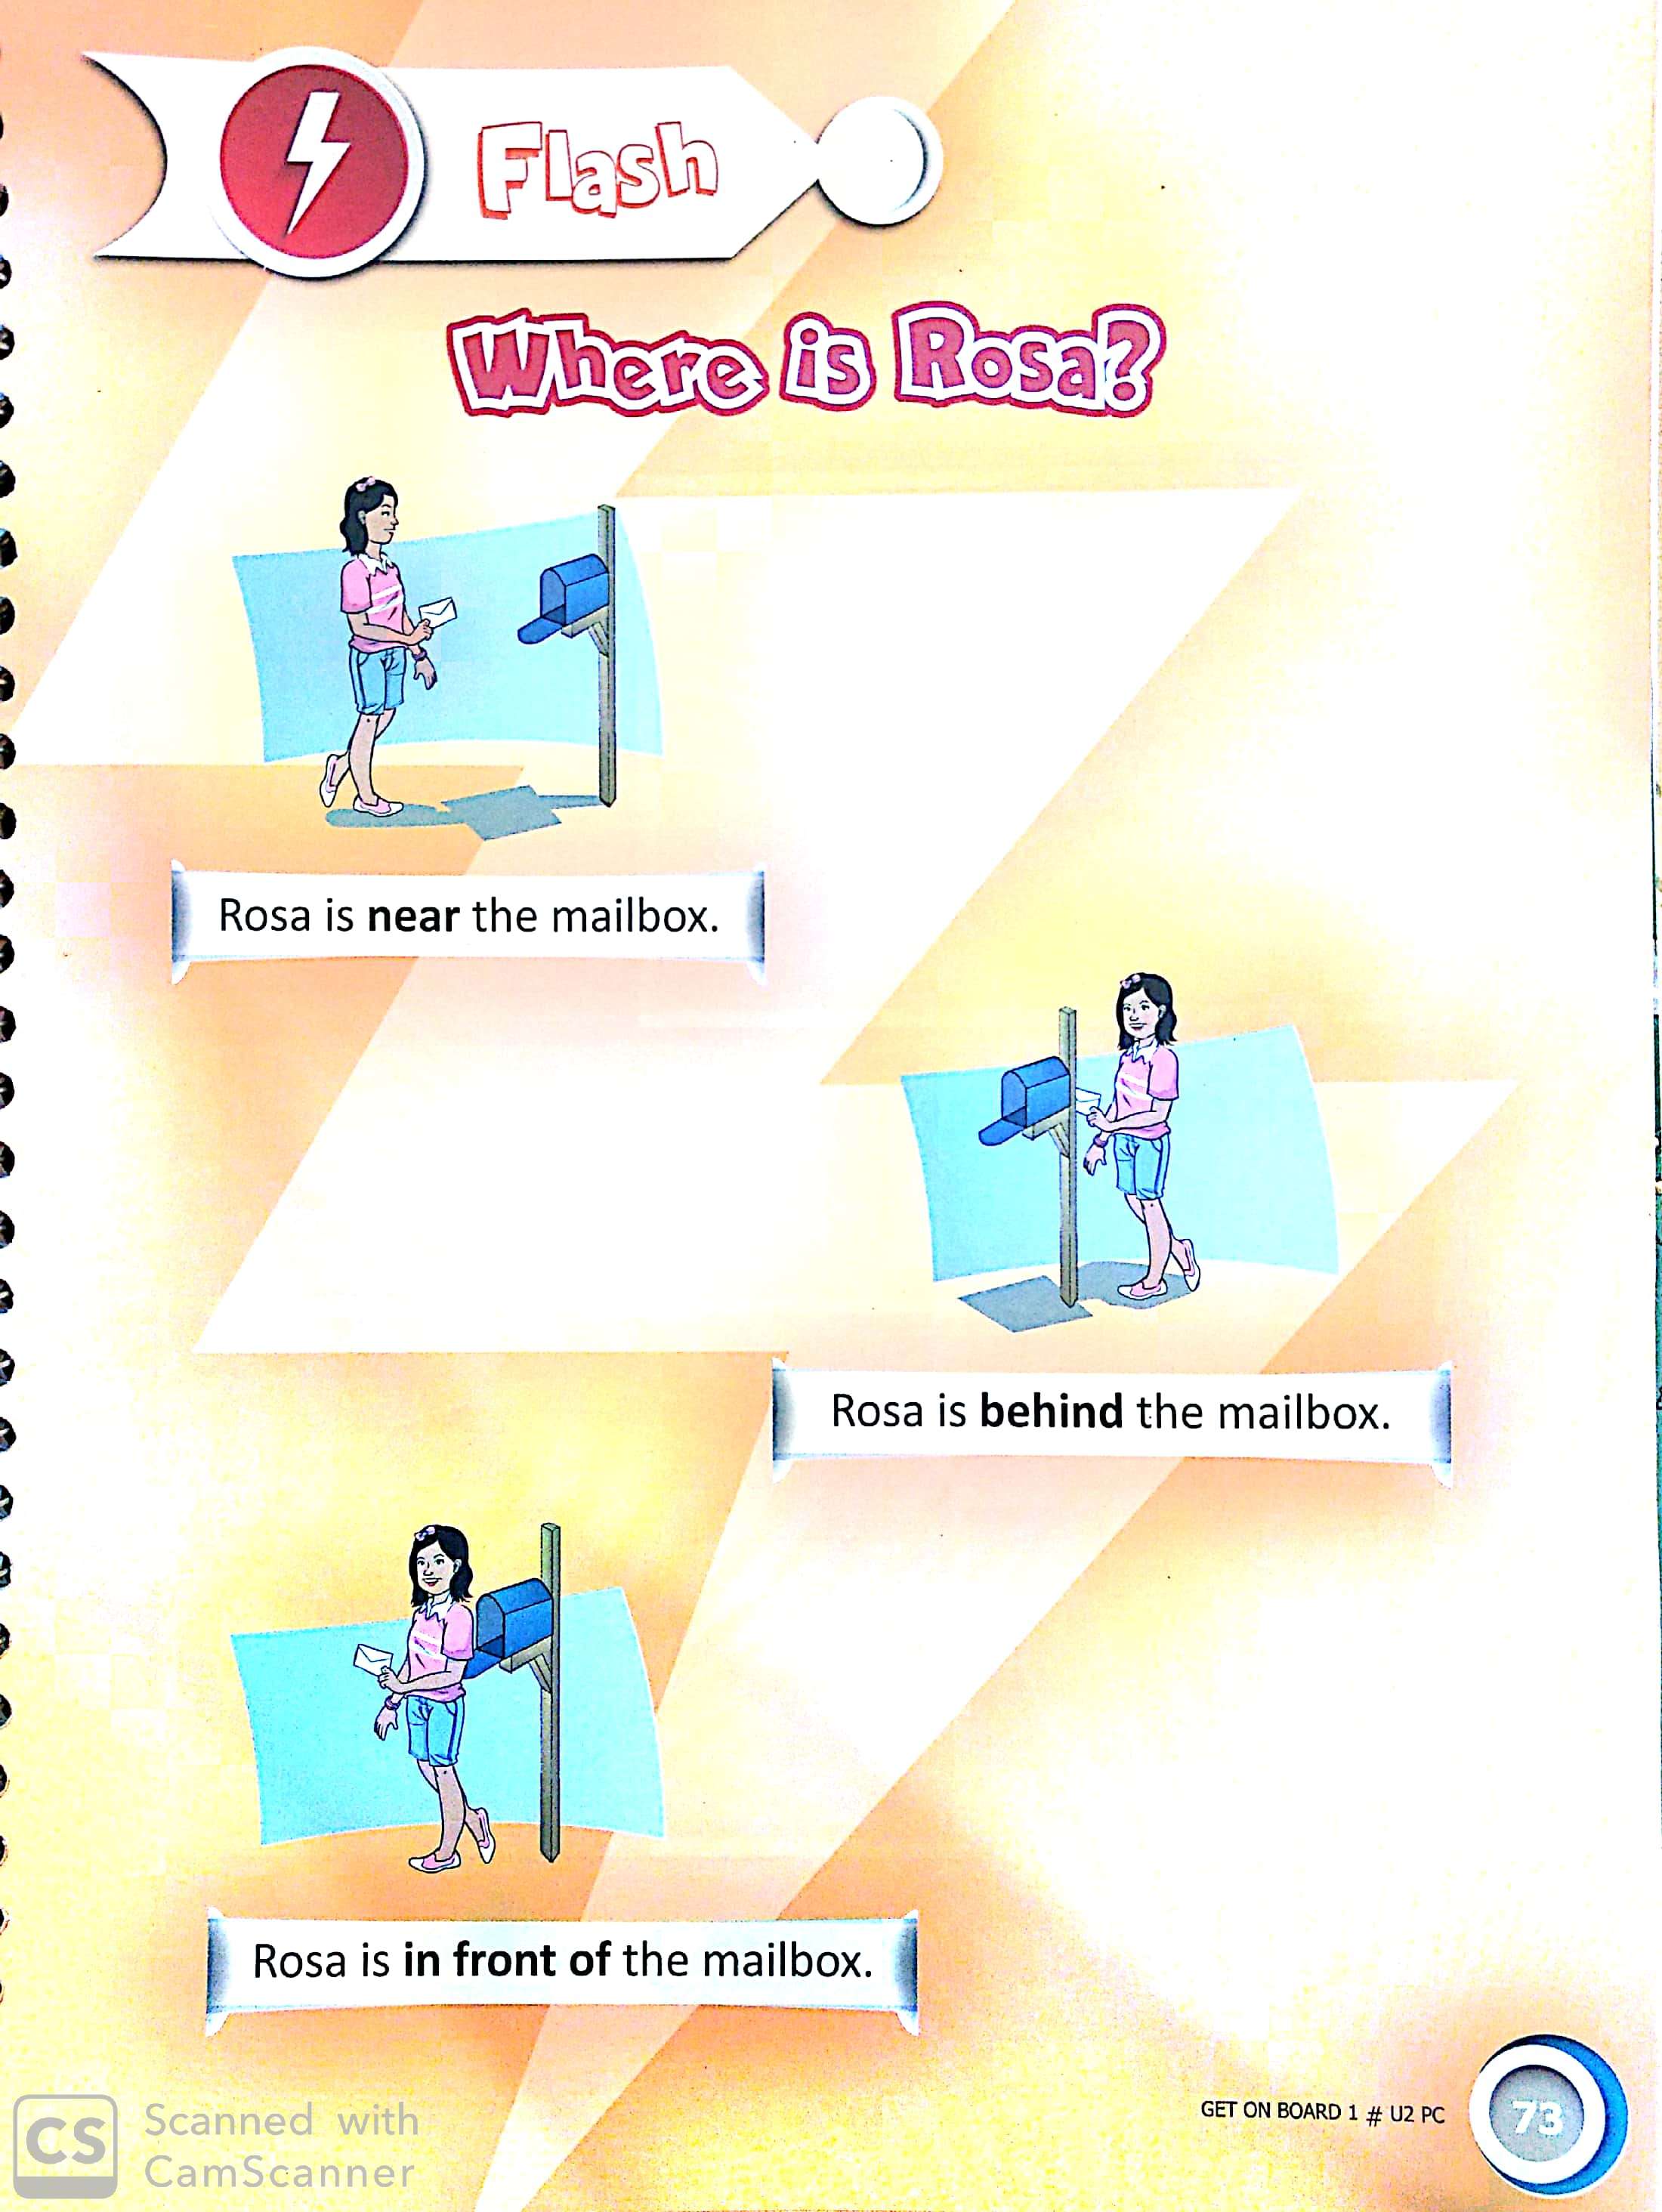 Flash
Where is Rosa?
Rosa is near the mailbox.
Rosa is behind the mailbox.
Rosa is in front of the mailbox.
GET ON BOARD 1 # U2 PC
73
CS
Scanned with
CamScanner